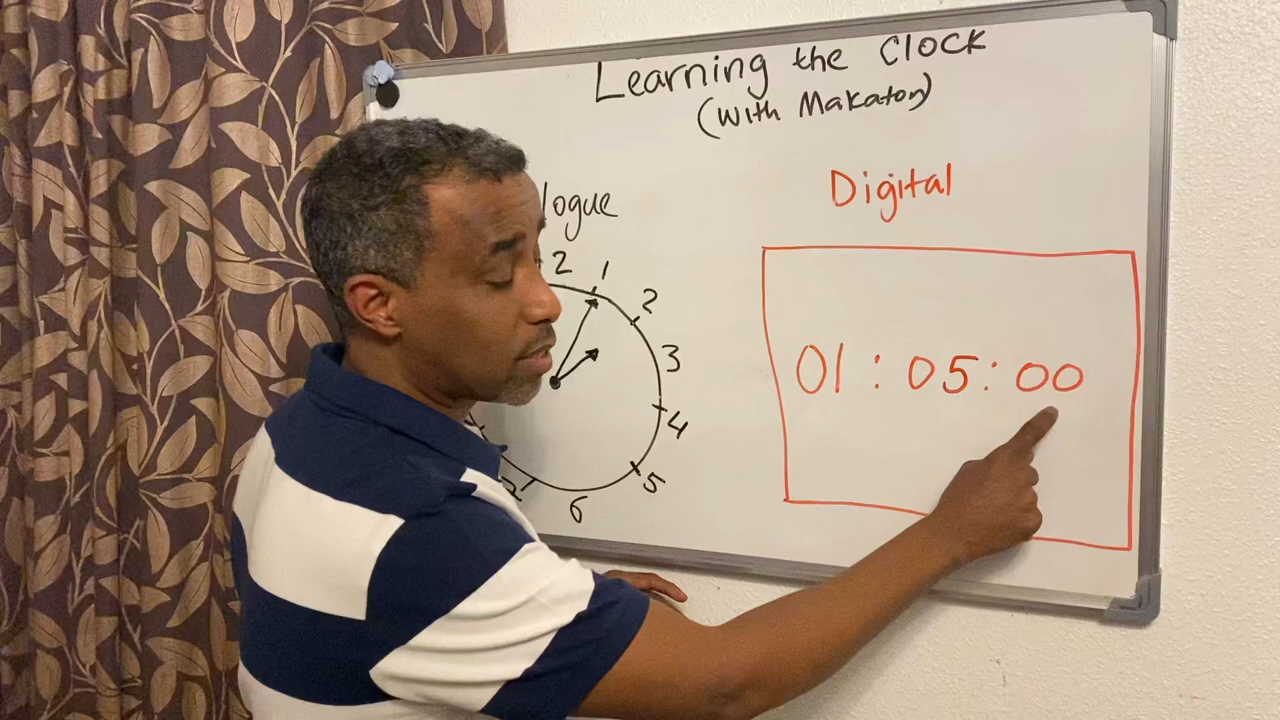 Learning the Clock
(With Makaton)
logue
Digital
2
1
2
3
4
5
6
01 : 05 : 00